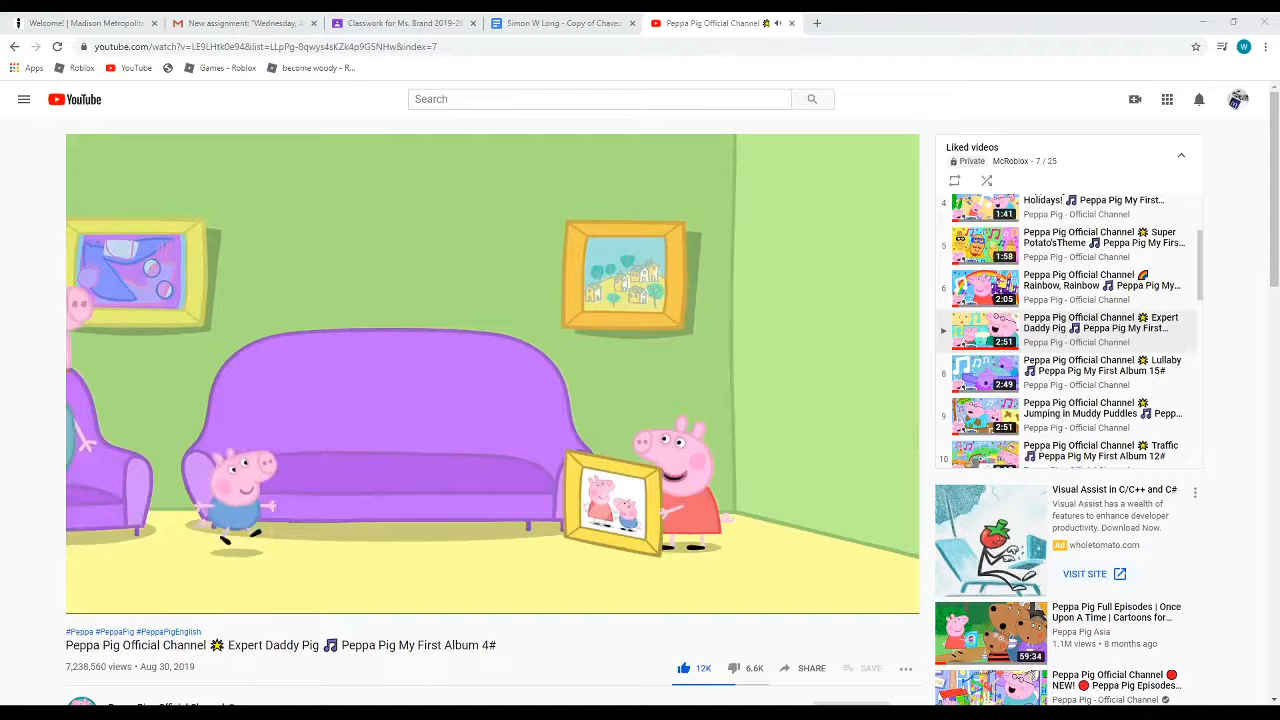 Welcome! | Madison Metropolit
New assignment: "Wednesday, A
Classwork for Ms. Brand 2019-20
Simon W Long - Copy of Chavez
Peppa Pig Official Channel
youtube.com/watch?v=LE9LHtk0e94&list=LLpPg-8qwys4sKZk4p9G5NHw&index=7
W
Apps
Roblox
YouTube
Games - Roblox
become woody - R...
YouTube
Search
Liked videos
Private McRoblox - 7 / 25
4
Holidays! 🎵 Peppa Pig My First...
Peppa Pig - Official Channel
1:41
5
Peppa Pig Official Channel 🌟 Super
Potato'sTheme 🎵 Peppa Pig My Firs...
Peppa Pig - Official Channel
1:58
6
Peppa Pig Official Channel 🌈
Rainbow, Rainbow 🎵 Peppa Pig My...
Peppa Pig - Official Channel
2:05
Peppa Pig Official Channel 🌟 Expert
Daddy Pig 🎵 Peppa Pig My First...
Peppa Pig - Official Channel
2:51
8
Peppa Pig Official Channel 🌟 Lullaby
🎵 Peppa Pig My First Album 15#
Peppa Pig - Official Channel
2:49
9
Peppa Pig Official Channel 🌟
Jumping in Muddy Puddles 🎵 Pepp...
Peppa Pig - Official Channel
2:51
10
Peppa Pig Official Channel 🌟 Traffic
🎵 Peppa Pig My First Album 12#
Visual Assist in C/C++ and C#
Visual Assist has a wealth of
features to enhance developer
productivity. Download Now.
Ad wholetomato.com
VISIT SITE
Peppa Pig Full Episodes | Once
Upon A Time | Cartoons for...
Peppa Pig Asia
1.1M views • 8 months ago
59:34
Peppa Pig Official Channel 🔴
NEW! 🔴 Peppa Pig Episodes...
Peppa Pig - Official Channel
#Peppa #PeppaPig #PeppaPigEnglish
Peppa Pig Official Channel 🌟 Expert Daddy Pig 🎵 Peppa Pig My First Album 4#
7,238,560 views • Aug 30, 2019
12K
6.6K
SHARE
SAVE